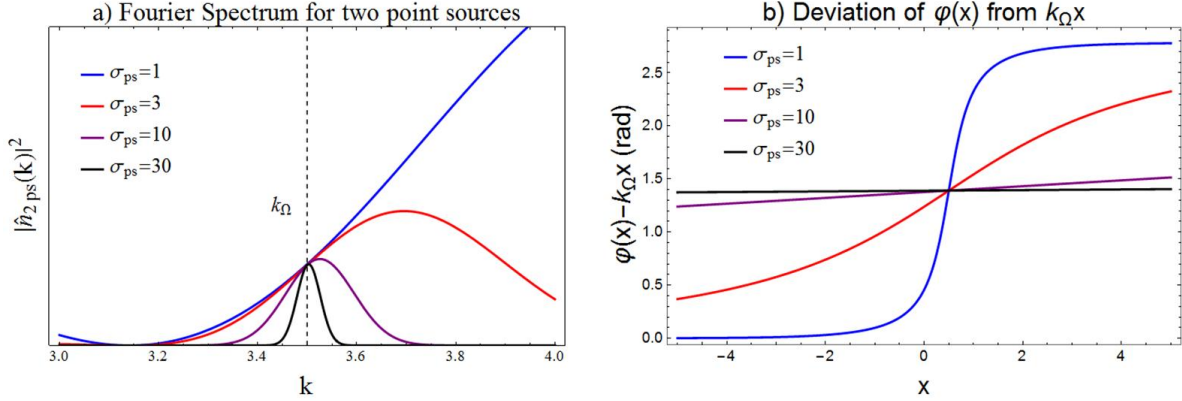 a) Fourier Spectrum for two point sources
|n̂₂ ps(k)|²
σps=1
σps=3
σps=10
σps=30
kΩ
3.0 3.2 3.4 3.6 3.8 4.0
k
b) Deviation of φ(x) from kΩx
φ(x)−kΩx (rad)
σps=1
σps=3
σps=10
σps=30
2.5
2.0
1.5
1.0
0.5
0.0
−4 −2 0 2 4
x